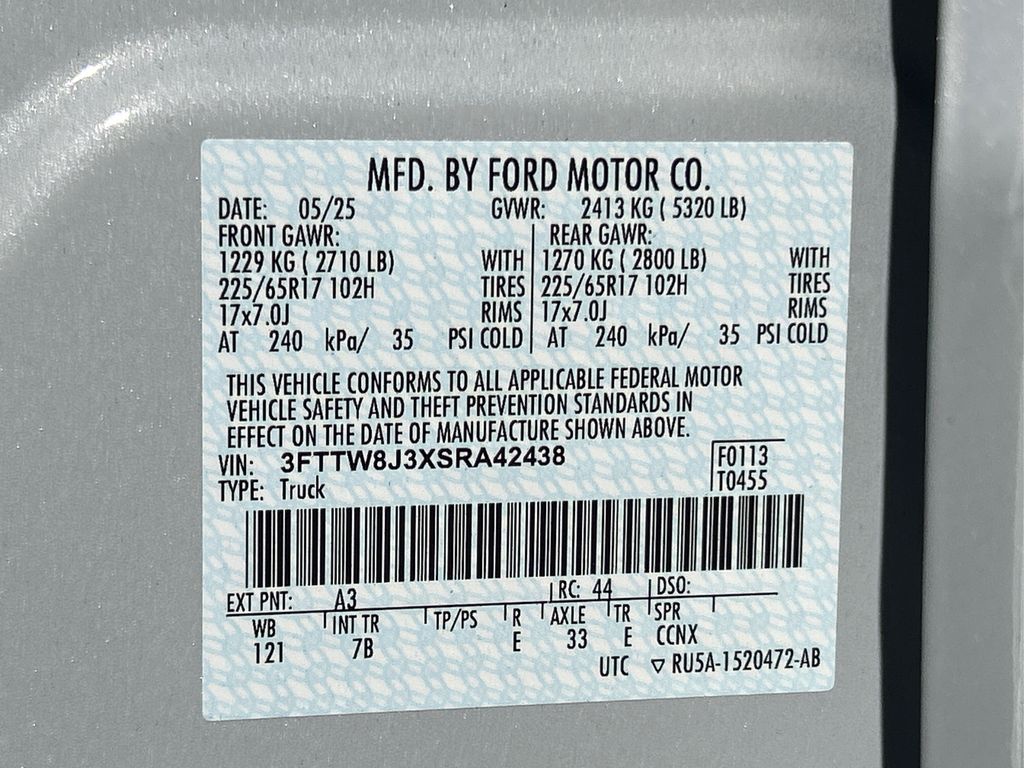 MFD. BY FORD MOTOR CO.
DATE: 05/25 GVWR: 2413 KG ( 5320 LB)
FRONT GAWR: REAR GAWR:
1229 KG ( 2710 LB) WITH 1270 KG ( 2800 LB) WITH
225/65R17 102H TIRES 225/65R17 102H TIRES
17x7.0J RIMS 17x7.0J RIMS
AT 240 kPa/ 35 PSI COLD AT 240 kPa/ 35 PSI COLD
THIS VEHICLE CONFORMS TO ALL APPLICABLE FEDERAL MOTOR
VEHICLE SAFETY AND THEFT PREVENTION STANDARDS IN
EFFECT ON THE DATE OF MANUFACTURE SHOWN ABOVE.
VIN: 3FTTW8J3XSRA42438 F0113
TYPE: Truck T0455
EXT PNT: A3 RC: 44 DSO:
WB INT TR TP/PS R AXLE TR SPR
121 7B E 33 E CCNX
UTC ▽ RU5A-1520472-AB